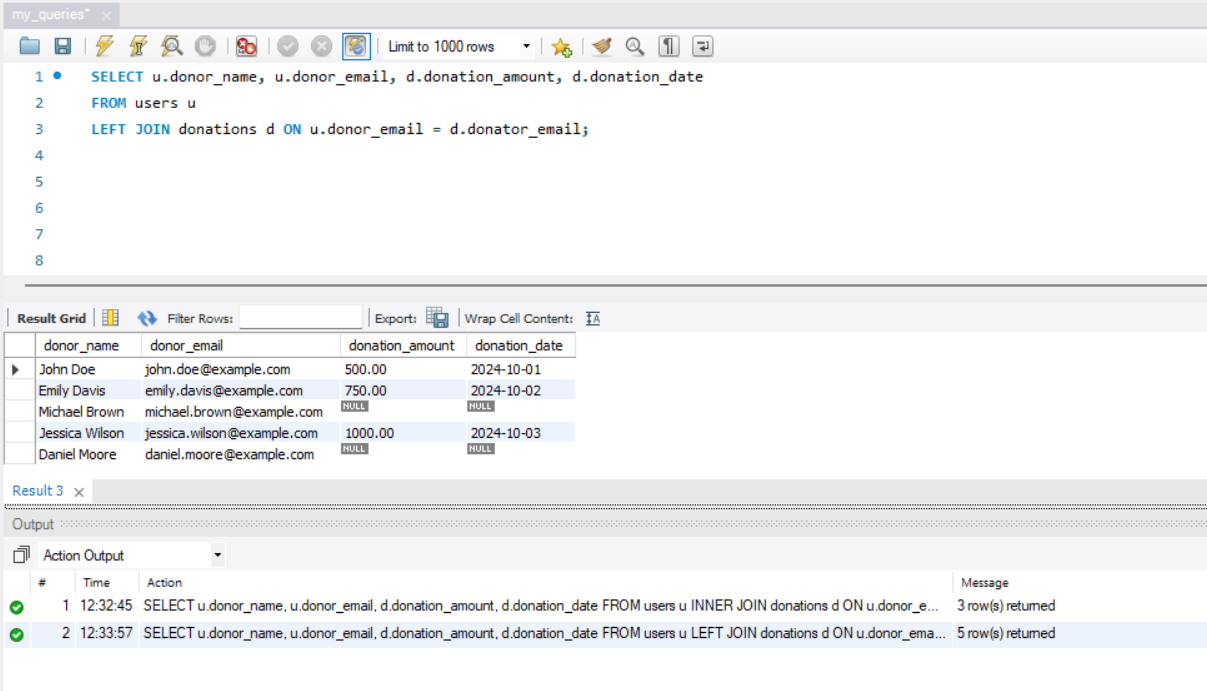 my_queries*
Limit to 1000 rows
1 SELECT u.donor_name, u.donor_email, d.donation_amount, d.donation_date
2 FROM users u
3 LEFT JOIN donations d ON u.donor_email = d.donator_email;
4
5
6
7
8
Result Grid Filter Rows: Export: Wrap Cell Content:
donor_name donor_email donation_amount donation_date
John Doe john.doe@example.com 500.00 2024-10-01
Emily Davis emily.davis@example.com 750.00 2024-10-02
Michael Brown michael.brown@example.com NULL NULL
Jessica Wilson jessica.wilson@example.com 1000.00 2024-10-03
Daniel Moore daniel.moore@example.com NULL NULL
Result 3
Output
Action Output
# Time Action Message
1 12:32:45 SELECT u.donor_name, u.donor_email, d.donation_amount, d.donation_date FROM users u INNER JOIN donations d ON u.donor_e... 3 row(s) returned
2 12:33:57 SELECT u.donor_name, u.donor_email, d.donation_amount, d.donation_date FROM users u LEFT JOIN donations d ON u.donor_ema... 5 row(s) returned